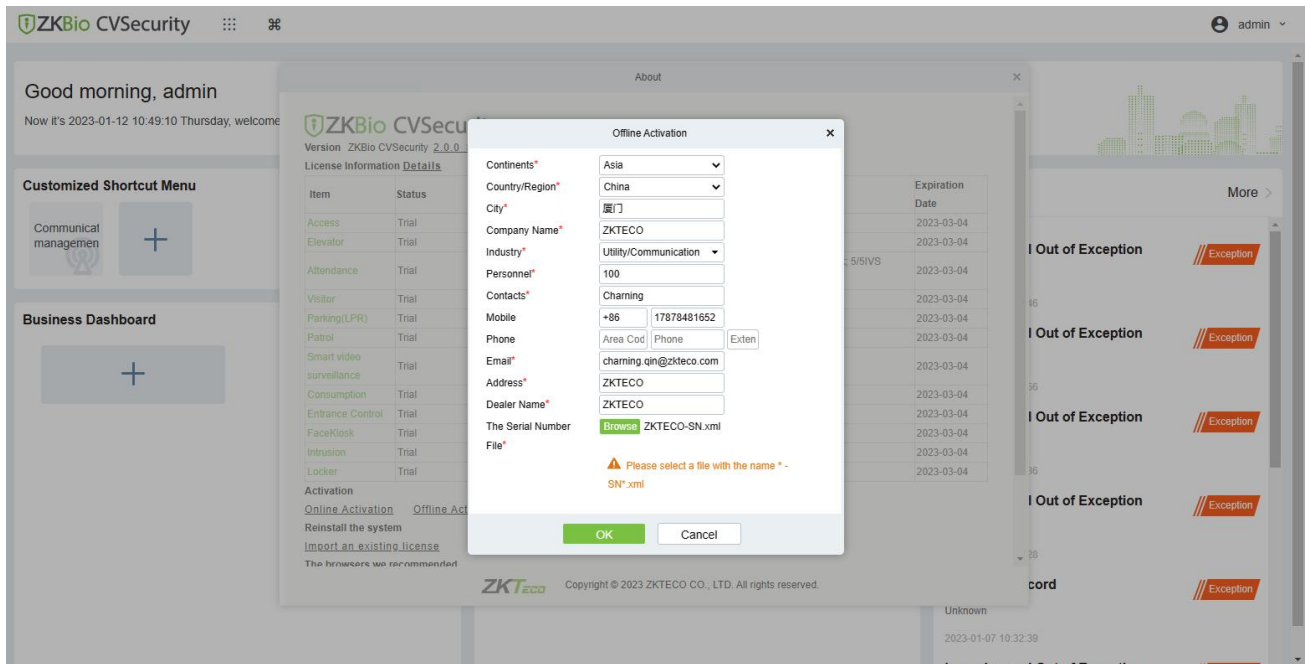 ZKBio CVSecurity
admin
Good morning, admin
Now it's 2023-01-12 10:49:10 Thursday, welcome
Customized Shortcut Menu
Communical
managemen
Business Dashboard
About
ZKBio CVSecu
Version ZKBio CVSecurity 2.0.0
License Information Details
Item Status Expiration
Date
Access Trial 2023-03-04
Elevator Trial 2023-03-04
Attendance Trial ; 5/5IVS 2023-03-04
Visitor Trial 2023-03-04
Parking(LPR) Trial 2023-03-04
Patrol Trial 2023-03-04
Smart video
surveillance Trial 2023-03-04
Consumption Trial 2023-03-04
Entrance Control Trial 2023-03-04
FaceKiosk Trial 2023-03-04
Intrusion Trial 2023-03-04
Locker Trial 2023-03-04
Activation
Online Activation Offline Act
Reinstall the system
Import an existing license
The browsers we recommended
ZKTECO Copyright © 2023 ZKTECO CO., LTD. All rights reserved.
Offline Activation
Continents* Asia
Country/Region* China
City* 厦门
Company Name* ZKTECO
Industry* Utility/Communication
Personnel* 100
Contacts* Charning
Mobile +86 17878481652
Phone Area Cod Phone Exten
Email* charning.qin@zkteco.com
Address* ZKTECO
Dealer Name* ZKTECO
The Serial Number Browse ZKTECO-SN.xml
File*
Please select a file with the name * -
SN*.xml
OK Cancel
More
l Out of Exception Exception
46
l Out of Exception Exception
56
l Out of Exception Exception
36
l Out of Exception Exception
28
cord Exception
Unknown
2023-01-07 10:32:39